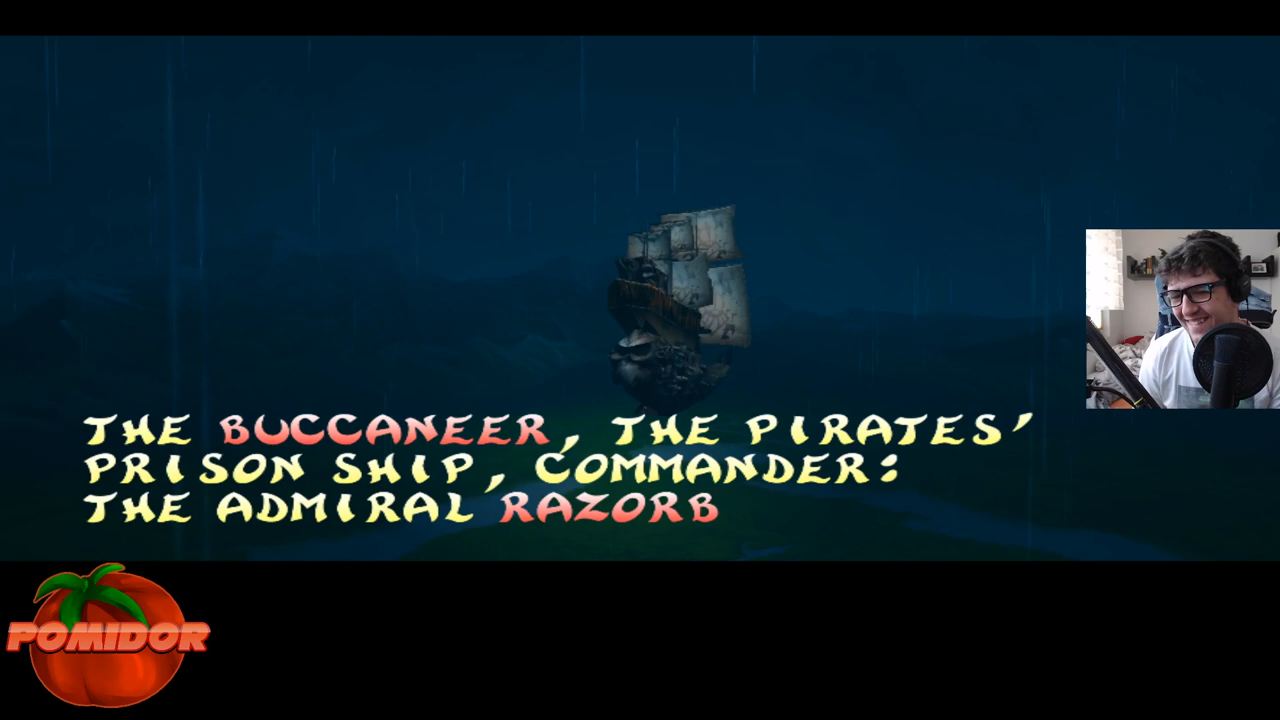 THE BUCCANEER, THE PIRATES'
PRISON SHIP, COMMANDER:
THE ADMIRAL RAZORB
POMIDOR